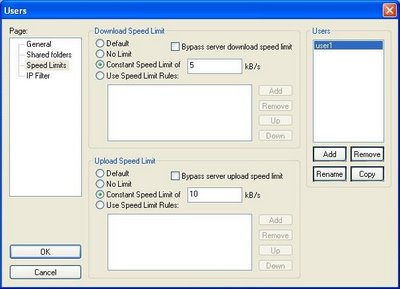 Users
Page:
General
Shared folders
Speed Limits
IP Filter
OK
Cancel
Download Speed Limit
Default
Bypass server download speed limit
No Limit
Constant Speed Limit of 5 kB/s
Use Speed Limit Rules:
Add
Remove
Up
Down
Upload Speed Limit
Default
Bypass server upload speed limit
No Limit
Constant Speed Limit of 10 kB/s
Use Speed Limit Rules:
Add
Remove
Up
Down
Users
user1
Add Remove
Rename Copy